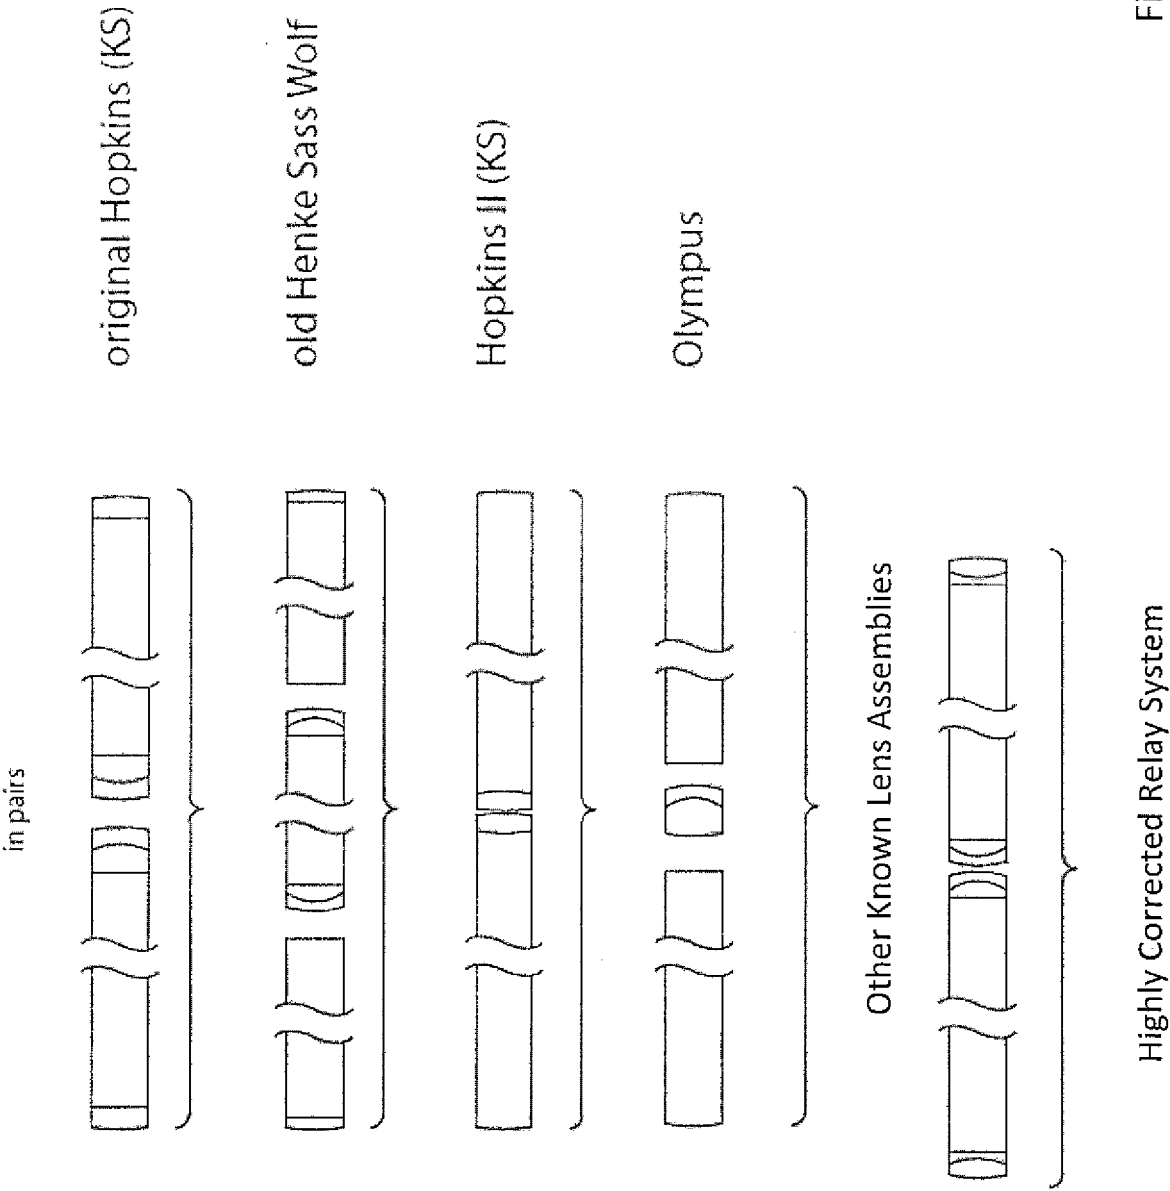 in pairs
original Hopkins (KS)
old Henke Sass Wolf
Hopkins II (KS)
Olympus
Other Known Lens Assemblies
Highly Corrected Relay System